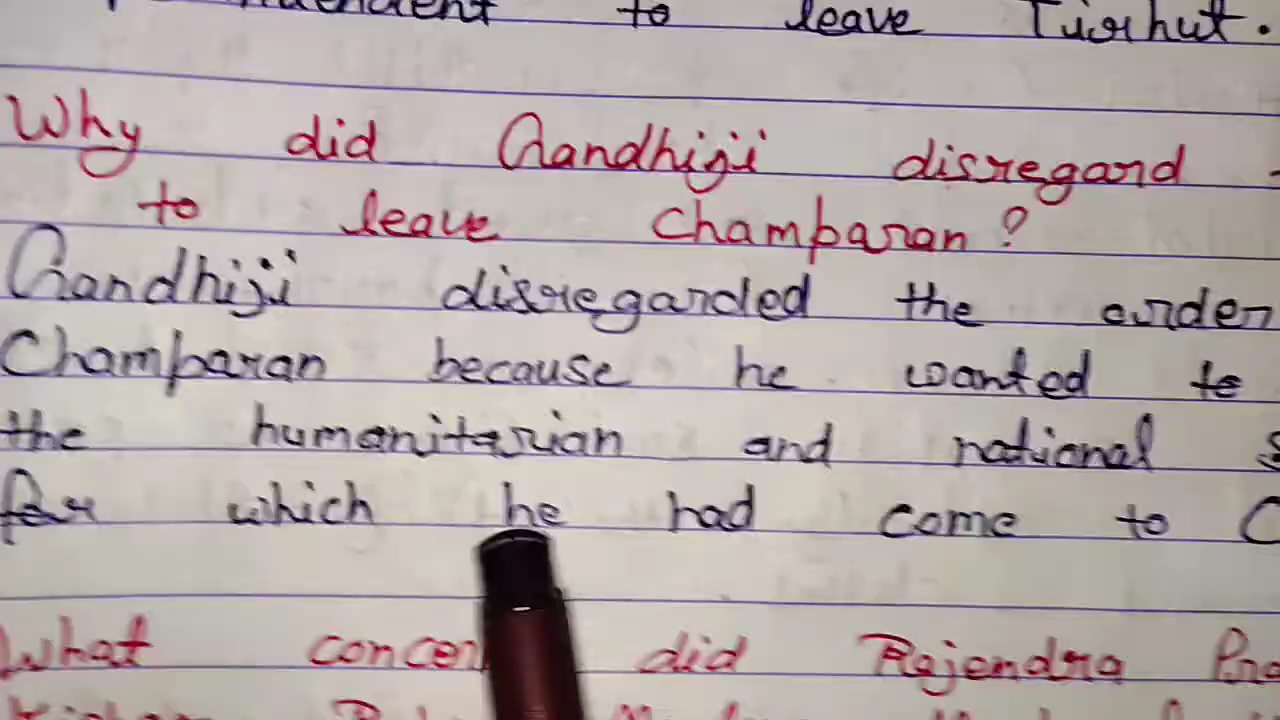 to leave Tirhut.
Why did Gandhiji disregard
to leave Champaran?
Gandhiji disregarded the order
Champaran because he wanted to
the humanitarian and national
for which he had come to C
What did Rajendra